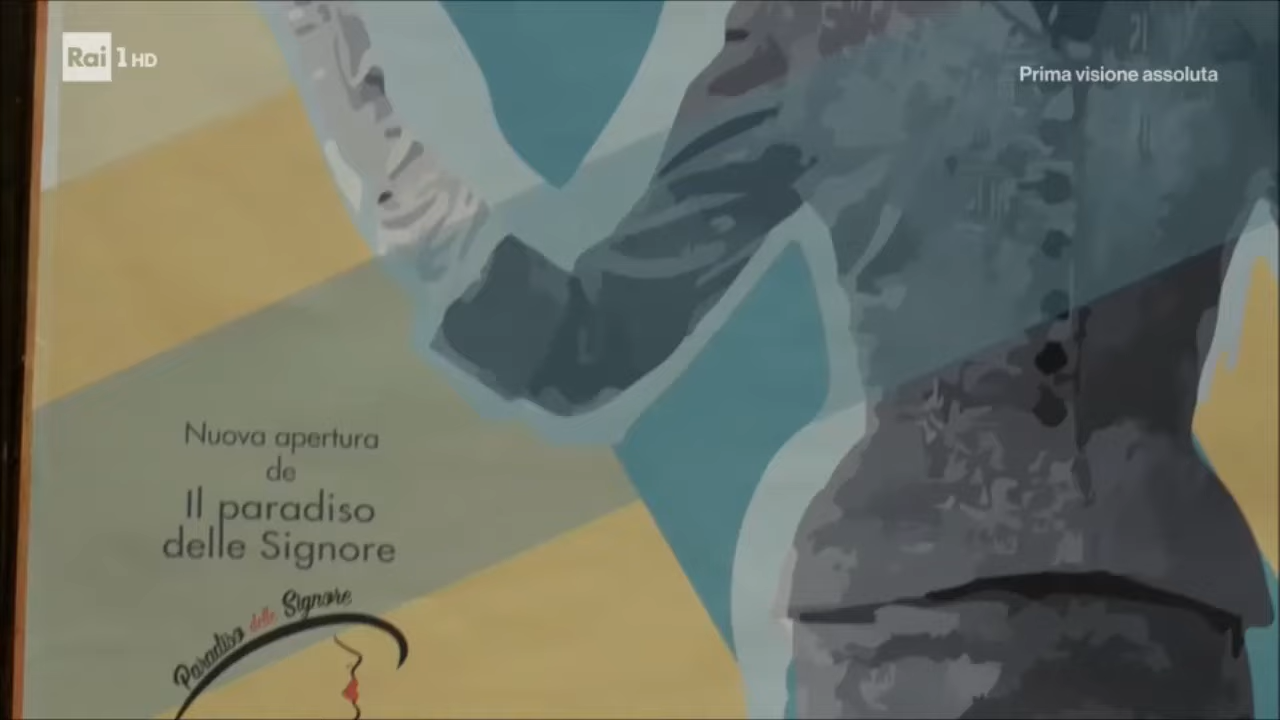 Rai 1 HD
Prima visione assoluta
Nuova apertura
de
Il paradiso
delle Signore
Paradiso delle Signore